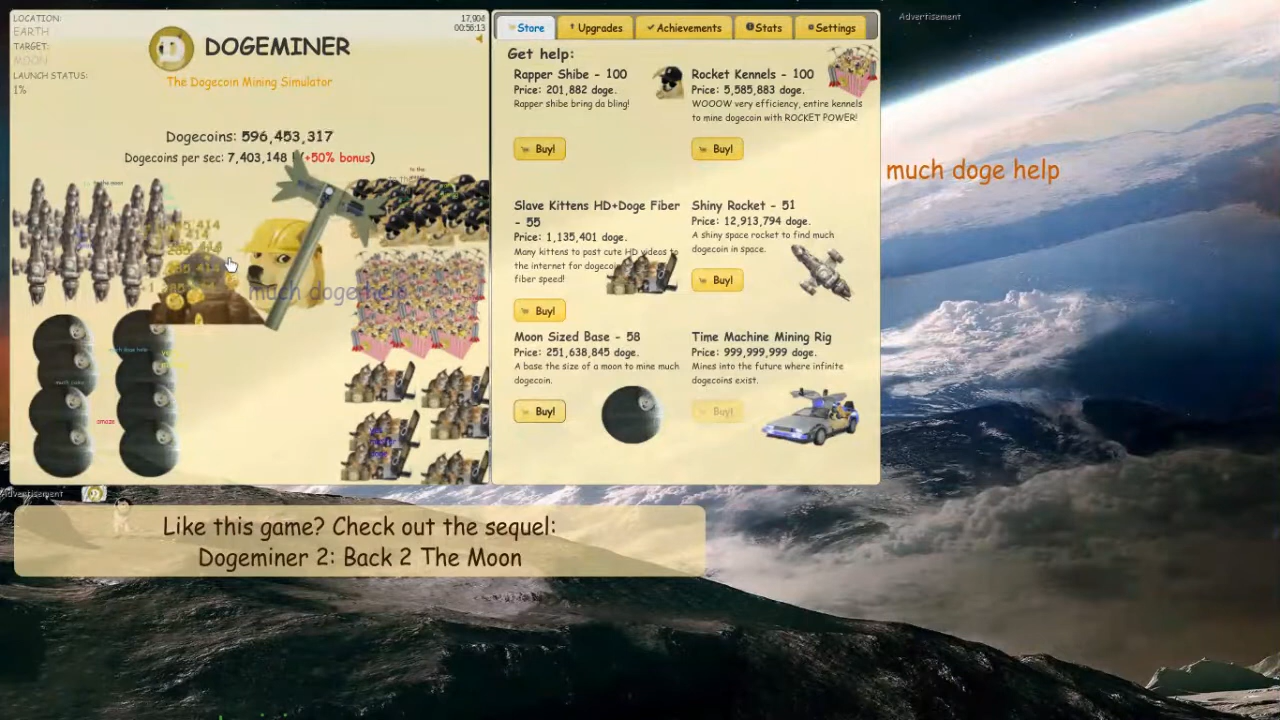 LOCATION:
EARTH
TARGET:
MOON
LAUNCH STATUS:
1%
17,904
00:56:13
DOGEMINER
The Dogecoin Mining Simulator
Dogecoins: 596,453,317
Dogecoins per sec: 7,403,148 (+50% bonus)
much doge help
Store
Upgrades
Achievements
Stats
Settings
Get help:
Rapper Shibe - 100
Price: 201,882 doge.
Rapper shibe bring da bling!
Buy!
Rocket Kennels - 100
Price: 5,585,883 doge.
WOOOW very efficiency, entire kennels
to mine dogecoin with ROCKET POWER!
Buy!
Slave Kittens HD+Doge Fiber
- 55
Price: 1,135,401 doge.
Many kittens to post cute HD videos to
the internet for dogecoi
fiber speed!
Buy!
Shiny Rocket - 51
Price: 12,913,794 doge.
A shiny space rocket to find much
dogecoin in space.
Buy!
Moon Sized Base - 58
Price: 251,638,845 doge.
A base the size of a moon to mine much
dogecoin.
Buy!
Time Machine Mining Rig
Price: 999,999,999 doge.
Mines into the future where infinite
dogecoins exist.
Buy!
Advertisement
much doge help
Advertisement
Like this game? Check out the sequel:
Dogeminer 2: Back 2 The Moon